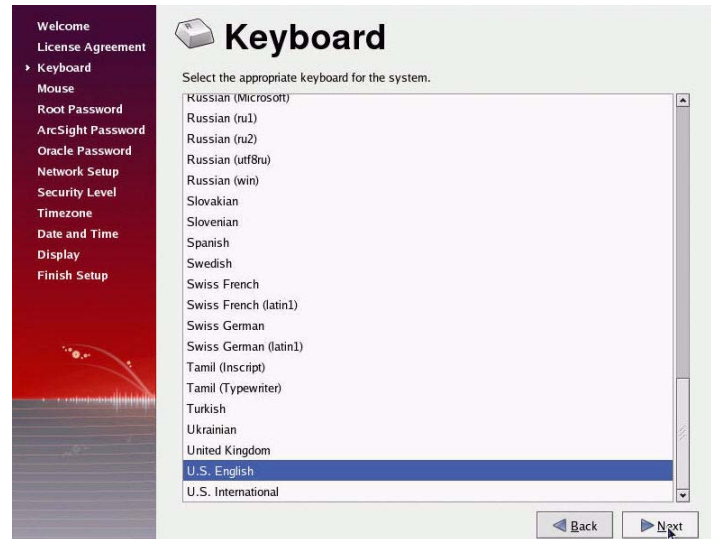 Welcome
License Agreement
Keyboard
Mouse
Root Password
ArcSight Password
Oracle Password
Network Setup
Security Level
Timezone
Date and Time
Display
Finish Setup
Keyboard
Select the appropriate keyboard for the system.
Russian (Microsoft)
Russian (ru1)
Russian (ru2)
Russian (utf8ru)
Russian (win)
Slovakian
Slovenian
Spanish
Swedish
Swiss French
Swiss French (latin1)
Swiss German
Swiss German (latin1)
Tamil (Inscript)
Tamil (Typewriter)
Turkish
Ukrainian
United Kingdom
U.S. English
U.S. International
Back
Next